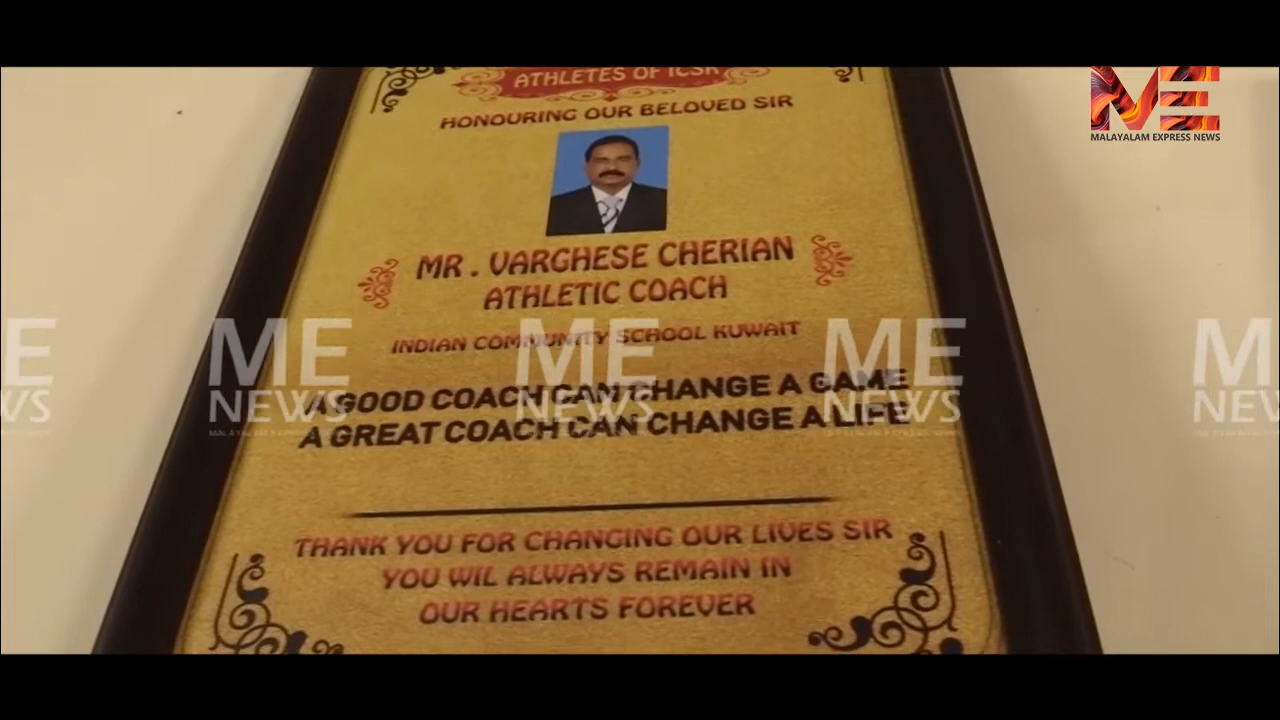 ATHLETES OF ICSK
HONOURING OUR BELOVED SIR
MR . VARGHESE CHERIAN
ATHLETIC COACH
INDIAN COMMUNITY SCHOOL KUWAIT
A GOOD COACH CAN CHANGE A GAME
A GREAT COACH CAN CHANGE A LIFE
THANK YOU FOR CHANGING OUR LIVES SIR
YOU WIL ALWAYS REMAIN IN
OUR HEARTS FOREVER
ME
MALAYALAM EXPRESS NEWS
E
WS
ME
NEWS
ME
NEWS
ME
NEWS
M
NEW